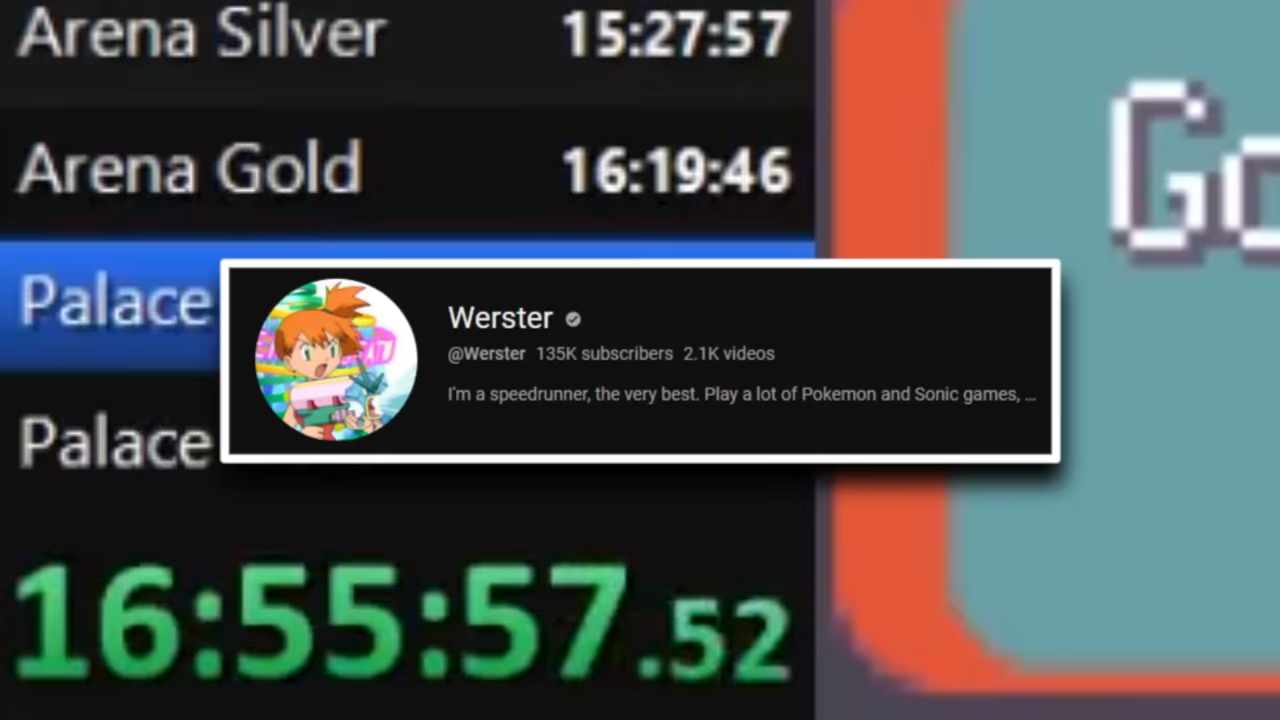 Arena Silver 15:27:57
Arena Gold 16:19:46
Palace
Werster
@Werster 135K subscribers 2.1K videos
I'm a speedrunner, the very best. Play a lot of Pokemon and Sonic games, ...
Palace
16:55:57.52
Go